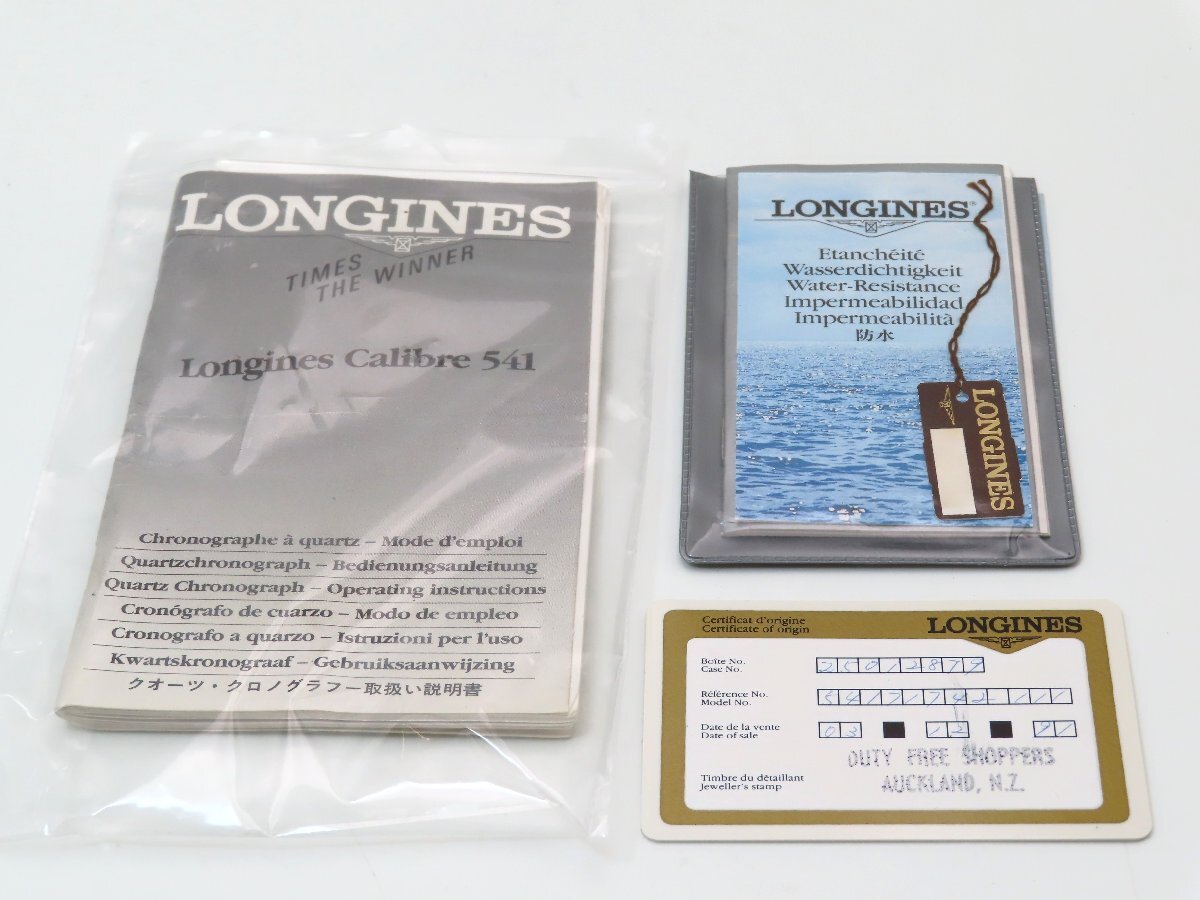 LONGINES
TIMES
THE WINNER
Longines Calibre 541
Chronographe à quartz – Mode d'emploi
Quartzchronograph – Bedienungsanleitung
Quartz Chronograph – Operating instructions
Cronógrafo de cuarzo – Modo de empleo
Cronografo a quarzo – Istruzioni per l'uso
Kwartskronograaf – Gebruiksaanwijzing
クオーツ・クロノグラフー取扱い説明書
LONGINES®
Etanchéité
Wasserdichtigkeit
Water-Resistance
Impermeabilidad
Impermeabilità
防水
LONGINES
Certificat d'origine
Certificate of origin
LONGINES
Boîte No.
Case No.
25012879
Référence No.
Model No.
Date de la vente
Date of sale
03 12 91
DUTY FREE SHOPPERS
AUCKLAND, N.Z.
Timbre du détaillant
Jeweller's stamp